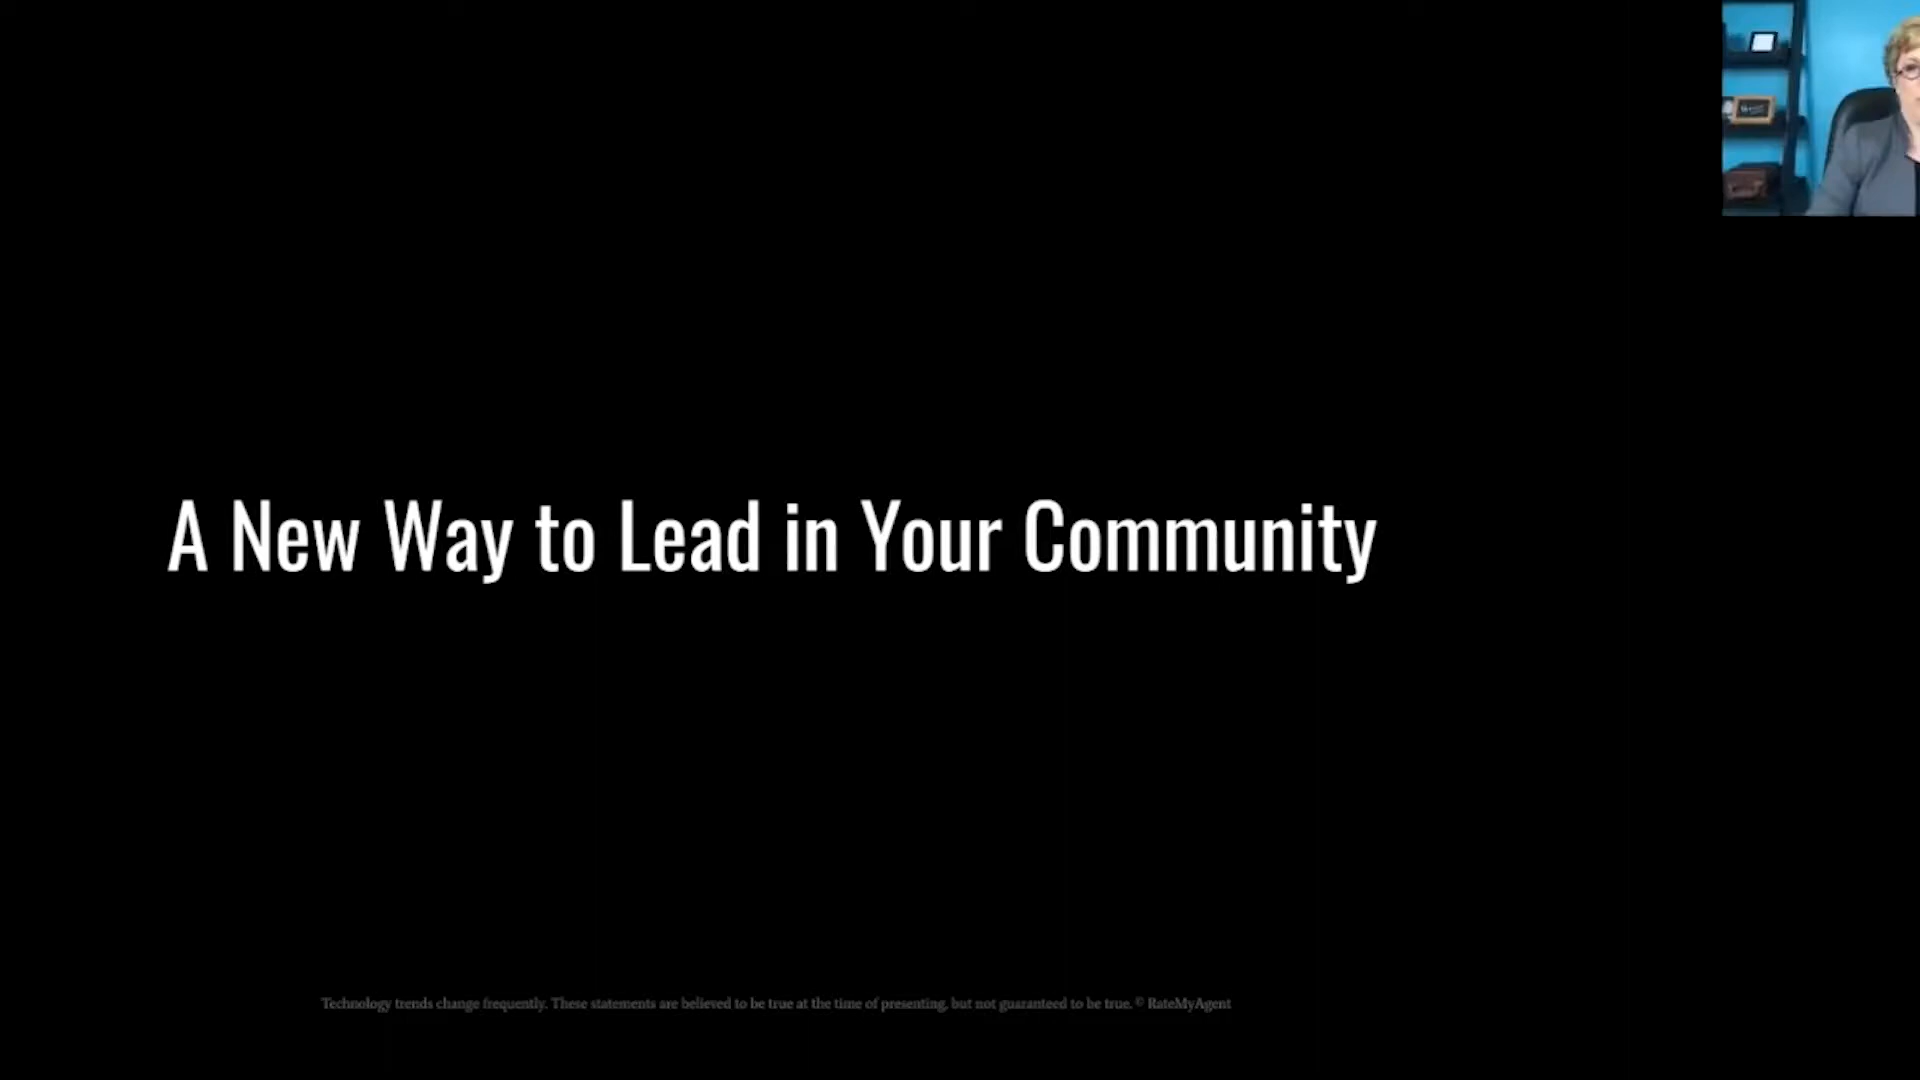 A New Way to Lead in Your Community
Technology trends change frequently. These statements are believed to be true at the time of presenting, but not guaranteed to be true. © RateMyAgent